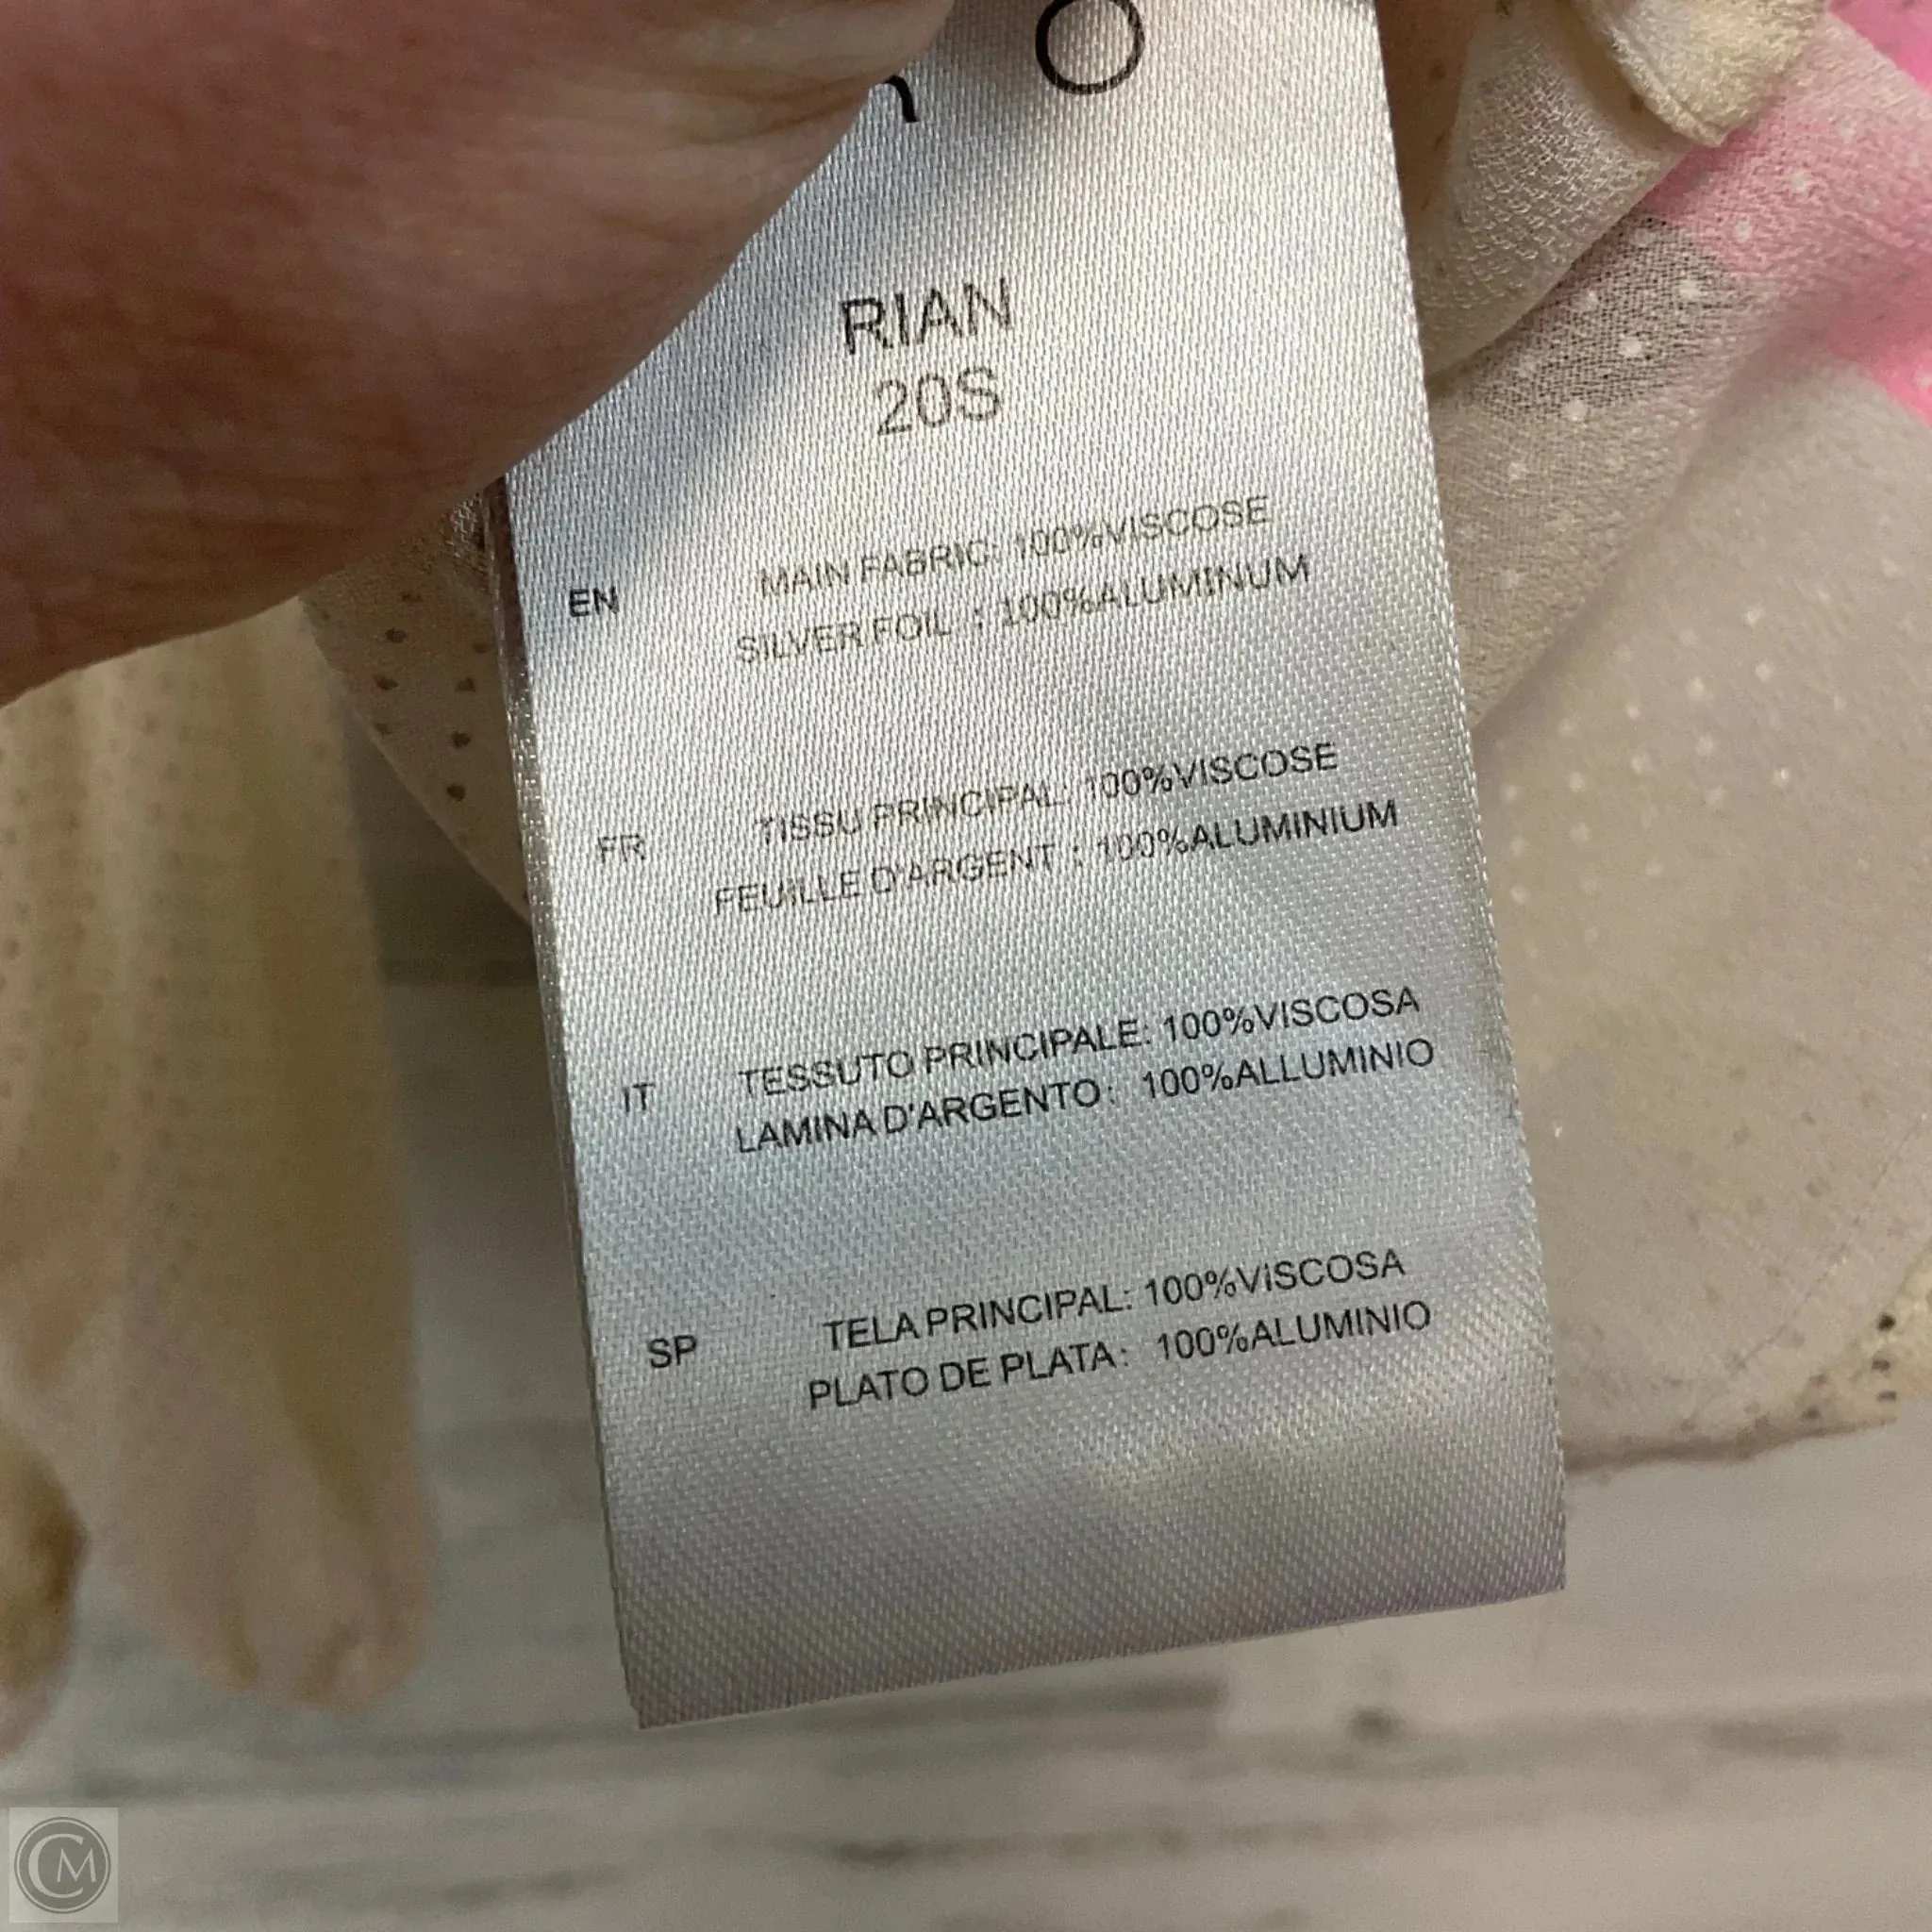 O
RIAN
20S
EN
MAIN FABRIC: 100%VISCOSE
SILVER FOIL : 100%ALUMINUM
FR
TISSU PRINCIPAL: 100%VISCOSE
FEUILLE D'ARGENT : 100%ALUMINIUM
IT
TESSUTO PRINCIPALE: 100%VISCOSA
LAMINA D'ARGENTO: 100%ALLUMINIO
SP
TELA PRINCIPAL: 100%VISCOSA
PLATO DE PLATA: 100%ALUMINIO
CM